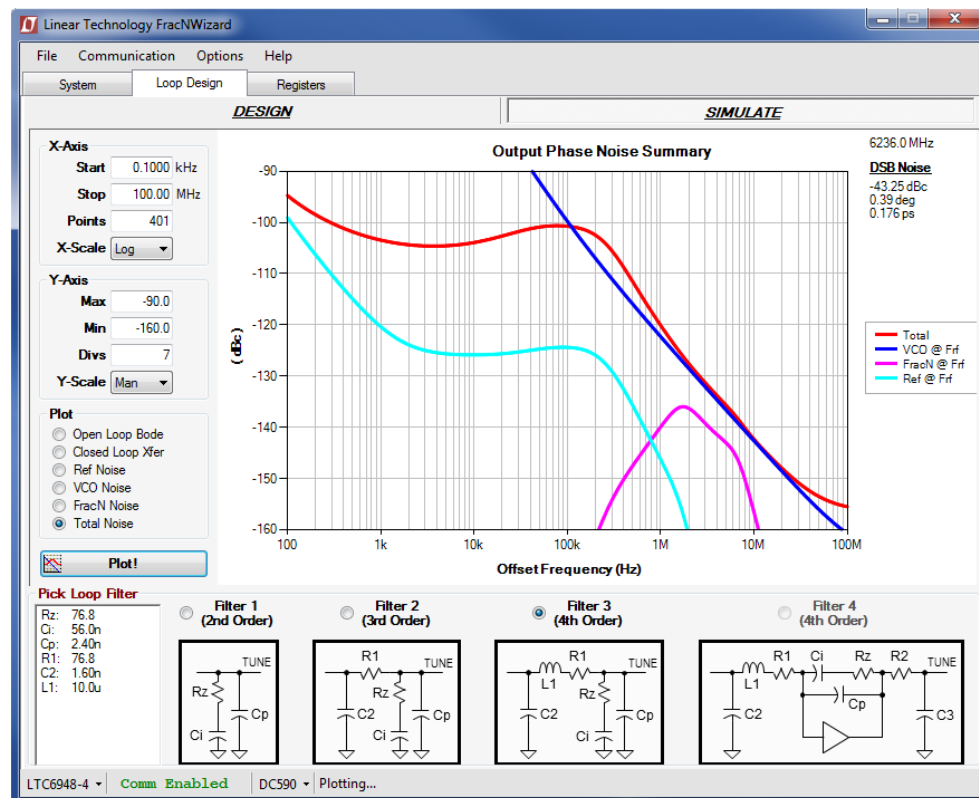 Linear Technology FracNWizard
File Communication Options Help
System Loop Design Registers
DESIGN SIMULATE
X-Axis
Start 0.1000 kHz
Stop 100.00 MHz
Points 401
X-Scale Log
Y-Axis
Max -90.0
Min -160.0
Divs 7
Y-Scale Man
Plot
Open Loop Bode
Closed Loop Xfer
Ref Noise
VCO Noise
FracN Noise
Total Noise
Plot!
Output Phase Noise Summary
-90
-100
-110
-120
-130
-140
-150
-160
( dBc)
100 1k 10k 100k 1M 10M 100M
Offset Frequency (Hz)
6236.0 MHz
DSB Noise
-43.25 dBc
0.39 deg
0.176 ps
Total
VCO @ Frf
FracN @ Frf
Ref @ Frf
Pick Loop Filter
Rz: 76.8
Ci: 56.0n
Cp: 2.40n
R1: 76.8
C2: 1.60n
L1: 10.0u
Filter 1
(2nd Order)
TUNE
Rz
Cp
Ci
Filter 2
(3rd Order)
R1 TUNE
Rz
C2 Cp
Ci
Filter 3
(4th Order)
R1 TUNE
L1
Rz
C2 Cp
Ci
Filter 4
(4th Order)
R1 Ci Rz R2 TUNE
L1
Cp
C2 C3
LTC6948-4 Comm Enabled DC590 Plotting...